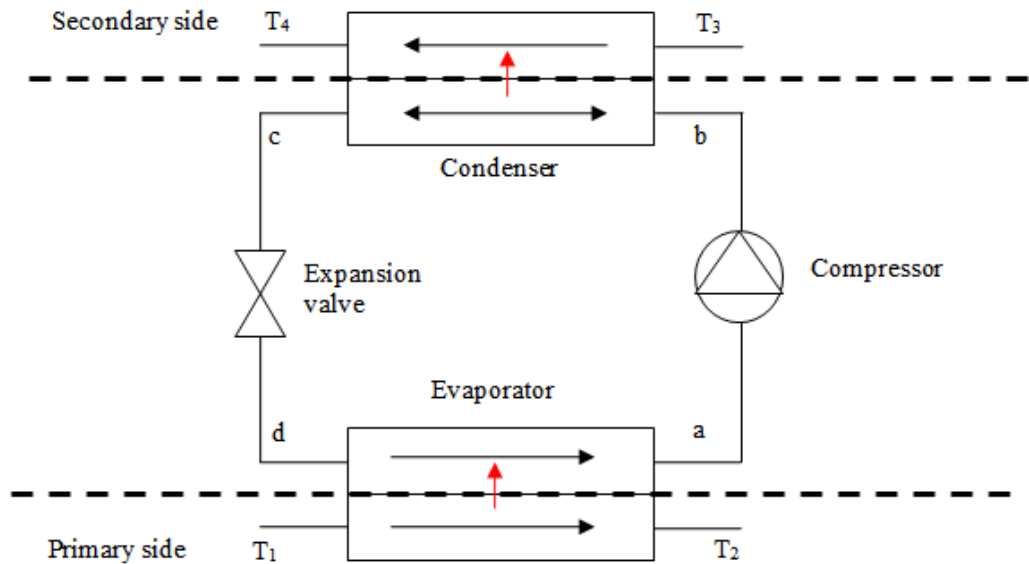 Secondary side
T4
T3
c
b
Condenser
Expansion
valve
Compressor
Evaporator
d
a
Primary side
T1
T2